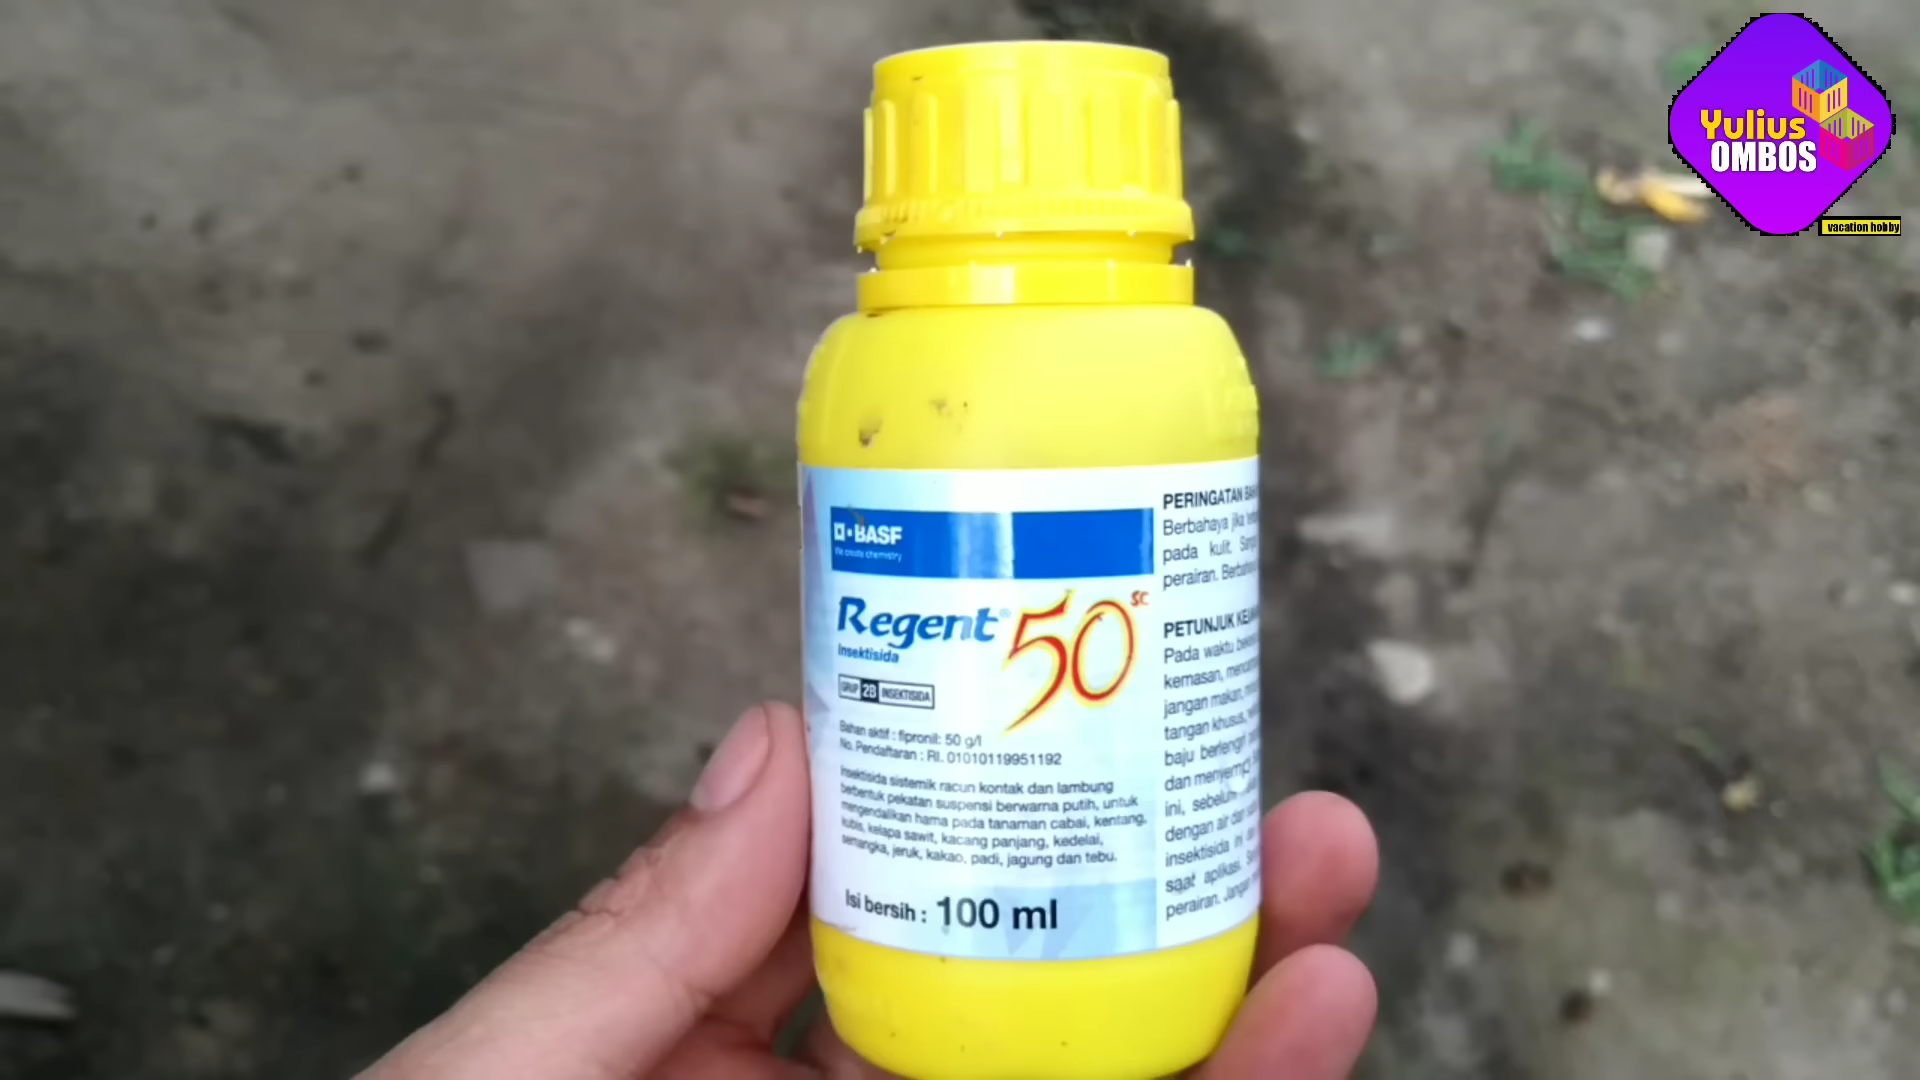 Yulius
OMBOS
vacation hobby
BASF
We create chemistry
Regent® 50 SC
Insektisida
GRUP 2B INSEKTISIDA
Bahan aktif : fipronil: 50 g/l
No. Pendaftaran : RI. 01010119951192
Insektisida sistemik racun kontak dan lambung
berbentuk pekatan suspensi berwarna putih, untuk
mengendalikan hama pada tanaman cabai, kentang,
kubis, kelapa sawit, kacang panjang, kedelai,
semangka, jeruk, kakao, padi, jagung dan tebu.
Isi bersih : 100 ml
PERINGATAN
Berbahaya jika
pada kulit.
perairan.
PETUNJUK
Pada waktu
kemasan,
jangan makan,
tangan khusus,
baju berlengan
dan
ini,
dengan air dan
insektisida ini
saat aplikasi.
perairan.